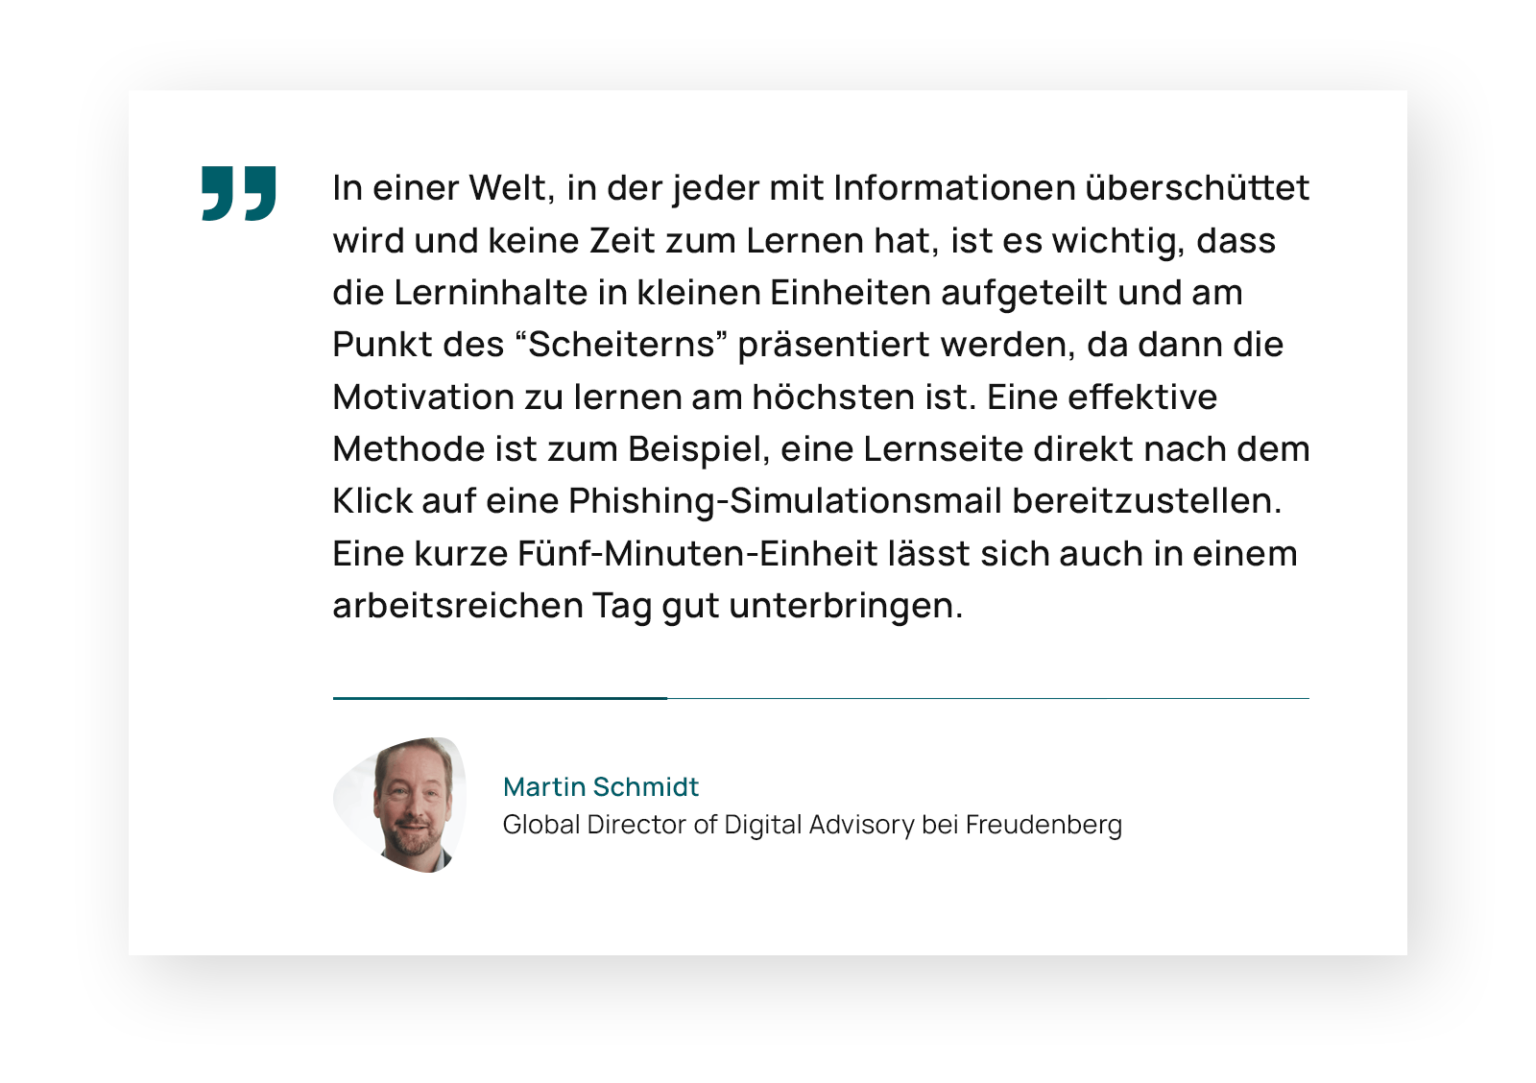 In einer Welt, in der jeder mit Informationen überschüttet
wird und keine Zeit zum Lernen hat, ist es wichtig, dass
die Lerninhalte in kleinen Einheiten aufgeteilt und am
Punkt des “Scheiterns” präsentiert werden, da dann die
Motivation zu lernen am höchsten ist. Eine effektive
Methode ist zum Beispiel, eine Lernseite direkt nach dem
Klick auf eine Phishing-Simulationsmail bereitzustellen.
Eine kurze Fünf-Minuten-Einheit lässt sich auch in einem
arbeitsreichen Tag gut unterbringen.
Martin Schmidt
Global Director of Digital Advisory bei Freudenberg